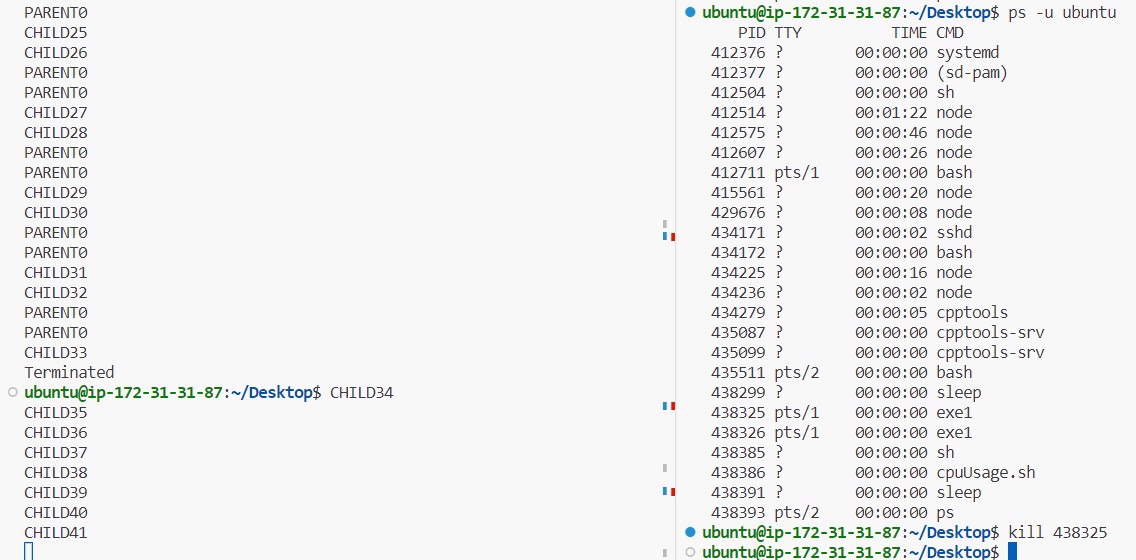 PARENT0
CHILD25
CHILD26
PARENT0
PARENT0
CHILD27
CHILD28
PARENT0
PARENT0
CHILD29
CHILD30
PARENT0
PARENT0
CHILD31
CHILD32
PARENT0
PARENT0
CHILD33
Terminated
ubuntu@ip-172-31-31-87:~/Desktop$ CHILD34
CHILD35
CHILD36
CHILD37
CHILD38
CHILD39
CHILD40
CHILD41
ubuntu@ip-172-31-31-87:~/Desktop$ ps -u ubuntu
PID TTY TIME CMD
412376 ? 00:00:00 systemd
412377 ? 00:00:00 (sd-pam)
412504 ? 00:00:00 sh
412514 ? 00:01:22 node
412575 ? 00:00:46 node
412607 ? 00:00:26 node
412711 pts/1 00:00:00 bash
415561 ? 00:00:20 node
429676 ? 00:00:08 node
434171 ? 00:00:02 sshd
434172 ? 00:00:00 bash
434225 ? 00:00:16 node
434236 ? 00:00:02 node
434279 ? 00:00:05 cpptools
435087 ? 00:00:00 cpptools-srv
435099 ? 00:00:00 cpptools-srv
435511 pts/2 00:00:00 bash
438299 ? 00:00:00 sleep
438325 pts/1 00:00:00 exe1
438326 pts/1 00:00:00 exe1
438385 ? 00:00:00 sh
438386 ? 00:00:00 cpuUsage.sh
438391 ? 00:00:00 sleep
438393 pts/2 00:00:00 ps
ubuntu@ip-172-31-31-87:~/Desktop$ kill 438325
ubuntu@ip-172-31-31-87:~/Desktop$